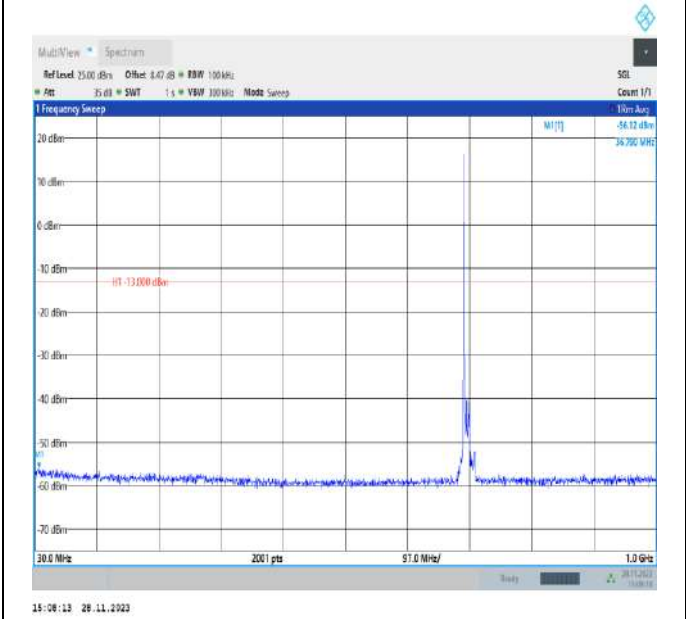 MultiView Spectrum
Ref Level 25.00 dBm Offset 8.47 dB RBW 100 kHz SGL
Att 35 dB SWT 1 s VBW 300 kHz Mode Sweep Count 1/1
1 Frequency Sweep 1Rm Avg
M1[1] -56.12 dBm
36.790 MHz
20 dBm
10 dBm
0 dBm
-10 dBm
H1 -13.000 dBm
-20 dBm
-30 dBm
-40 dBm
-50 dBm
M1
-60 dBm
-70 dBm
30.0 MHz 2001 pts 97.0 MHz/ 1.0 GHz
Ready 28.11.2023
15:08:13 28.11.2023